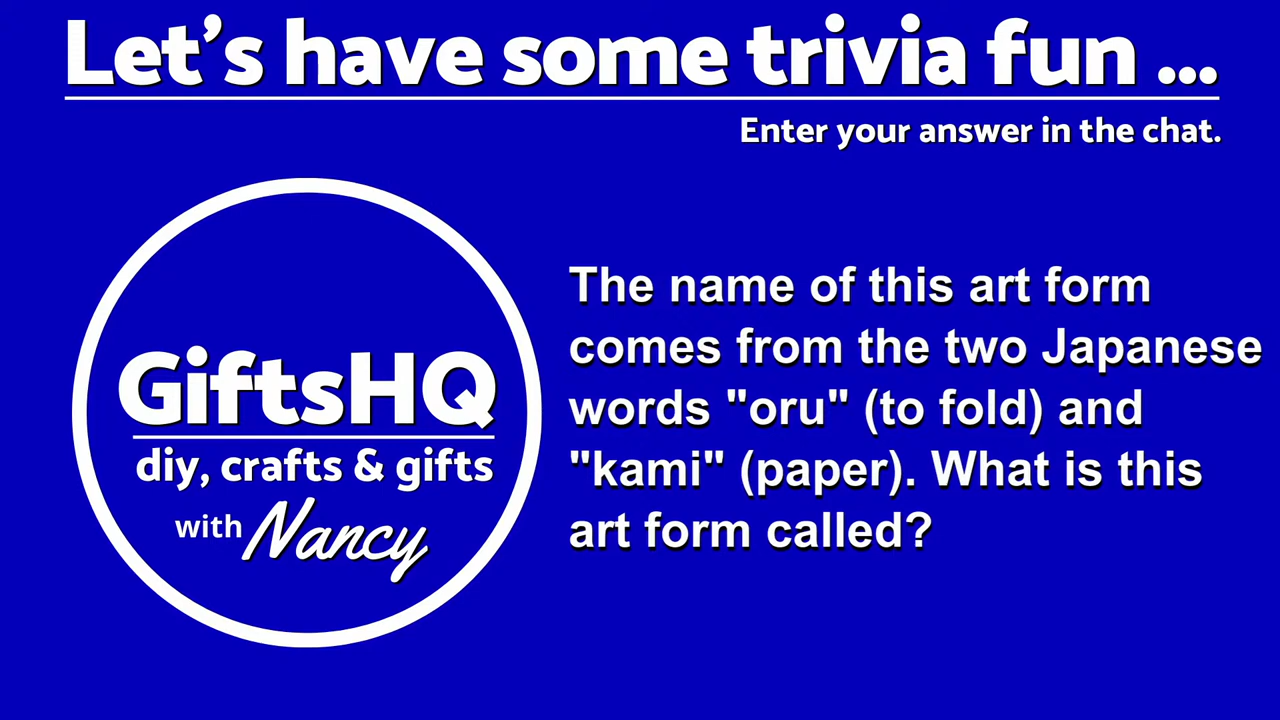 Let's have some trivia fun ...
Enter your answer in the chat.
GiftsHQ
diy, crafts & gifts
with Nancy
The name of this art form
comes from the two Japanese
words "oru" (to fold) and
"kami" (paper). What is this
art form called?